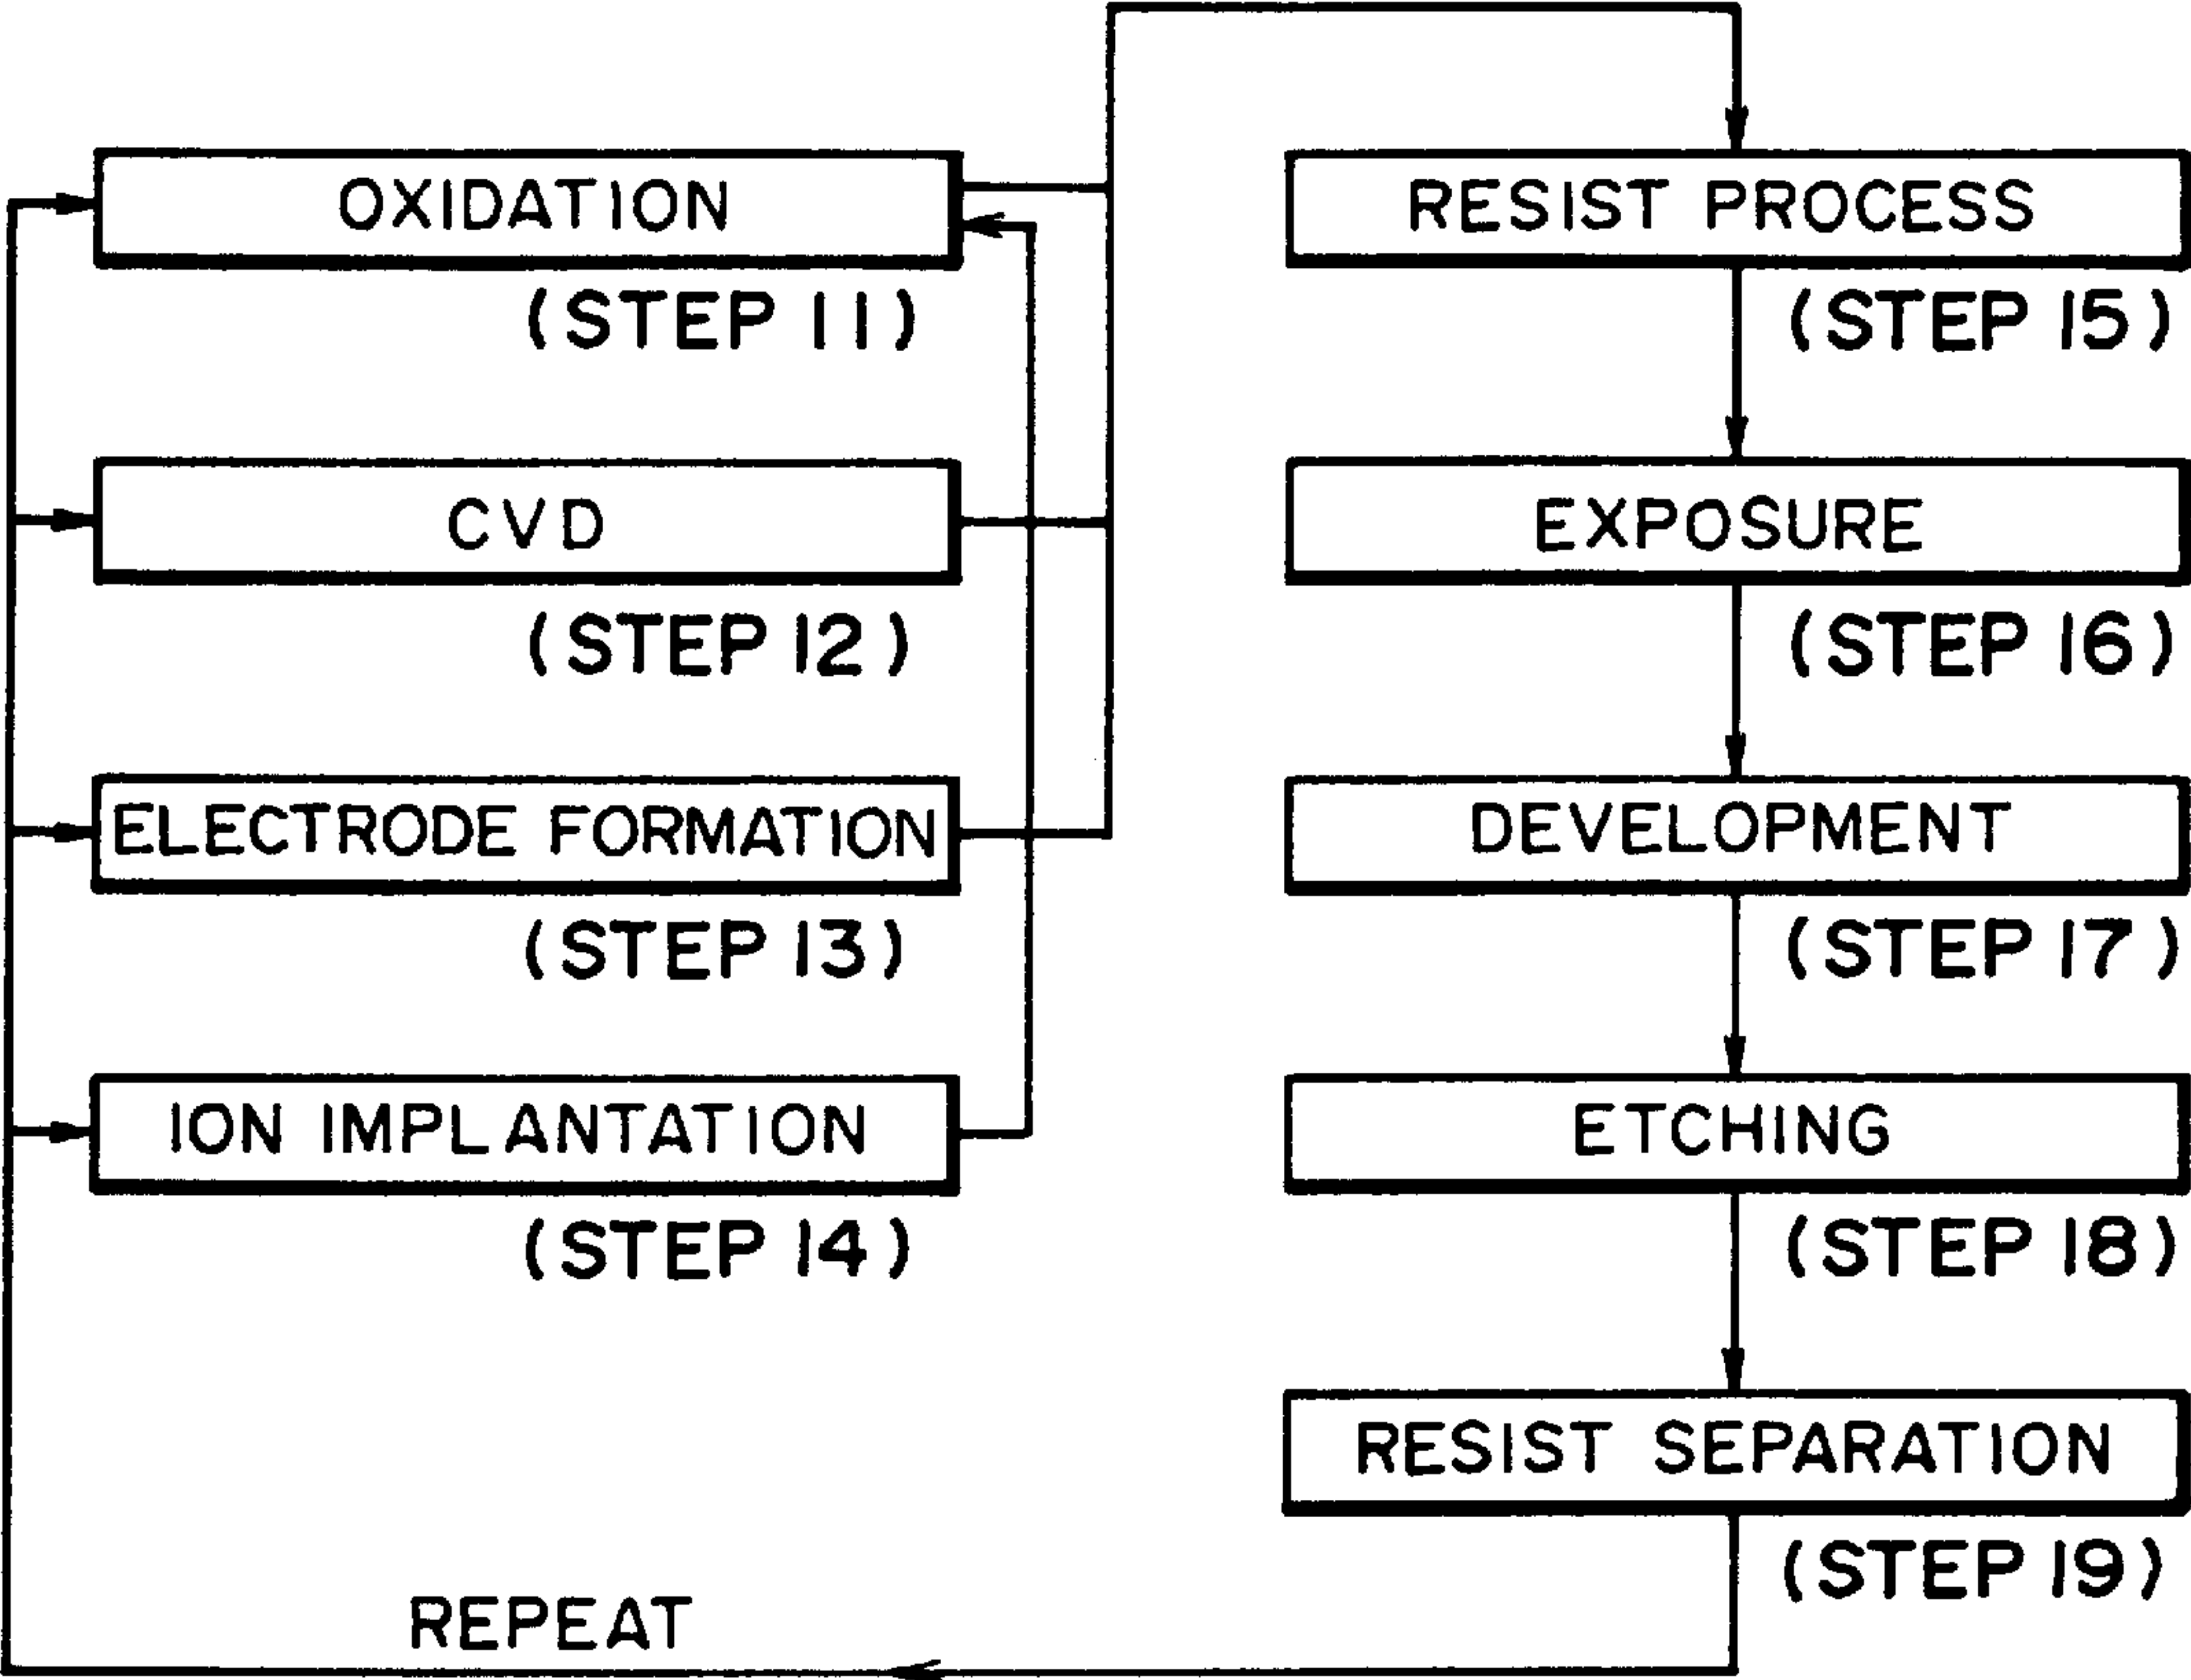 OXIDATION
(STEP 11)
CVD
(STEP 12)
ELECTRODE FORMATION
(STEP 13)
ION IMPLANTATION
(STEP 14)
RESIST PROCESS
(STEP 15)
EXPOSURE
(STEP 16)
DEVELOPMENT
(STEP 17)
ETCHING
(STEP 18)
RESIST SEPARATION
(STEP 19)
REPEAT